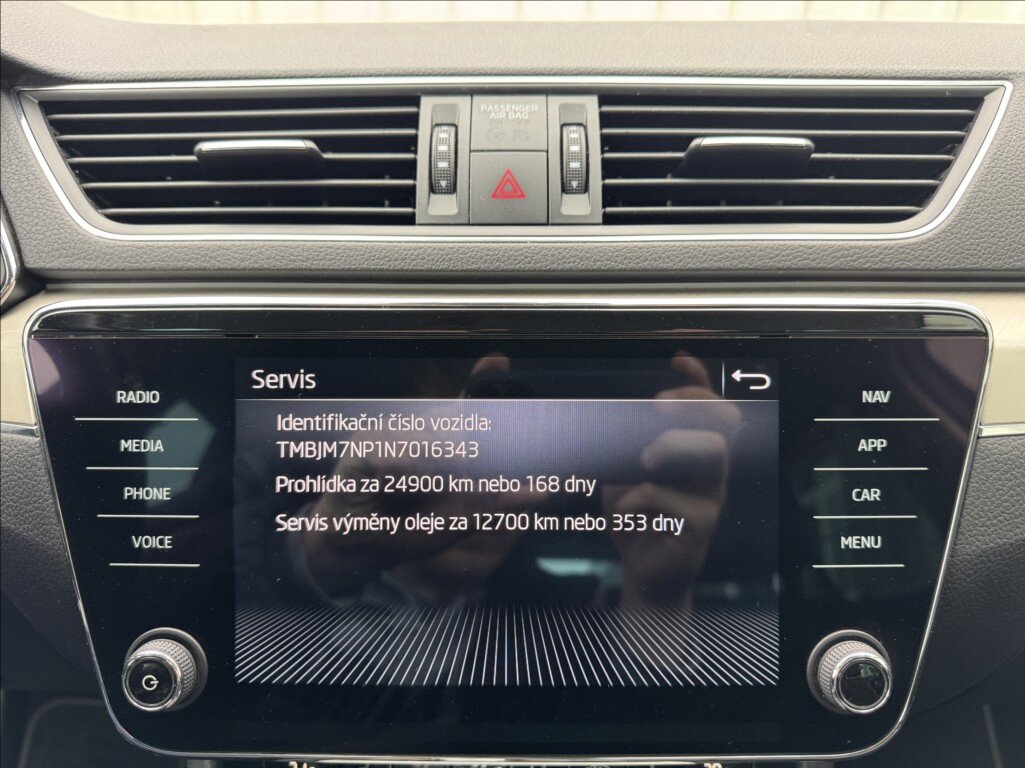 PASSENGER
AIR BAG
Servis
RADIO
MEDIA
PHONE
VOICE
Identifikační číslo vozidla:
TMBJM7NP1N7016343
Prohlídka za 24900 km nebo 168 dny
Servis výměny oleje za 12700 km nebo 353 dny
NAV
APP
CAR
MENU